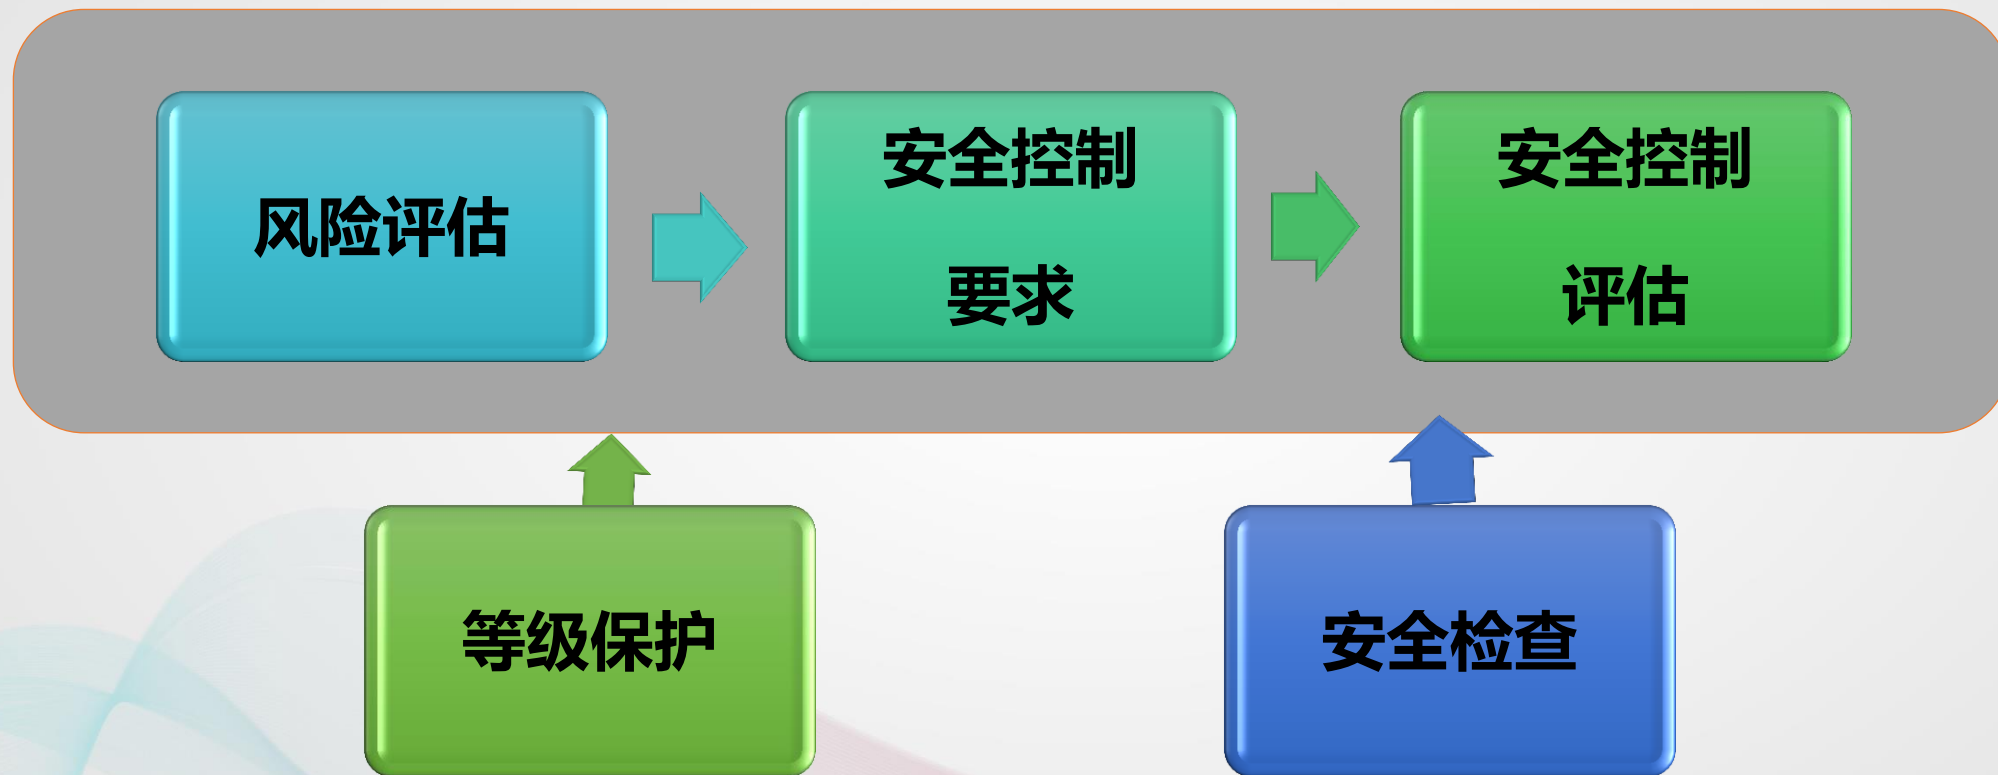 风险评估
安全控制
要求
安全控制
评估
等级保护
安全检查